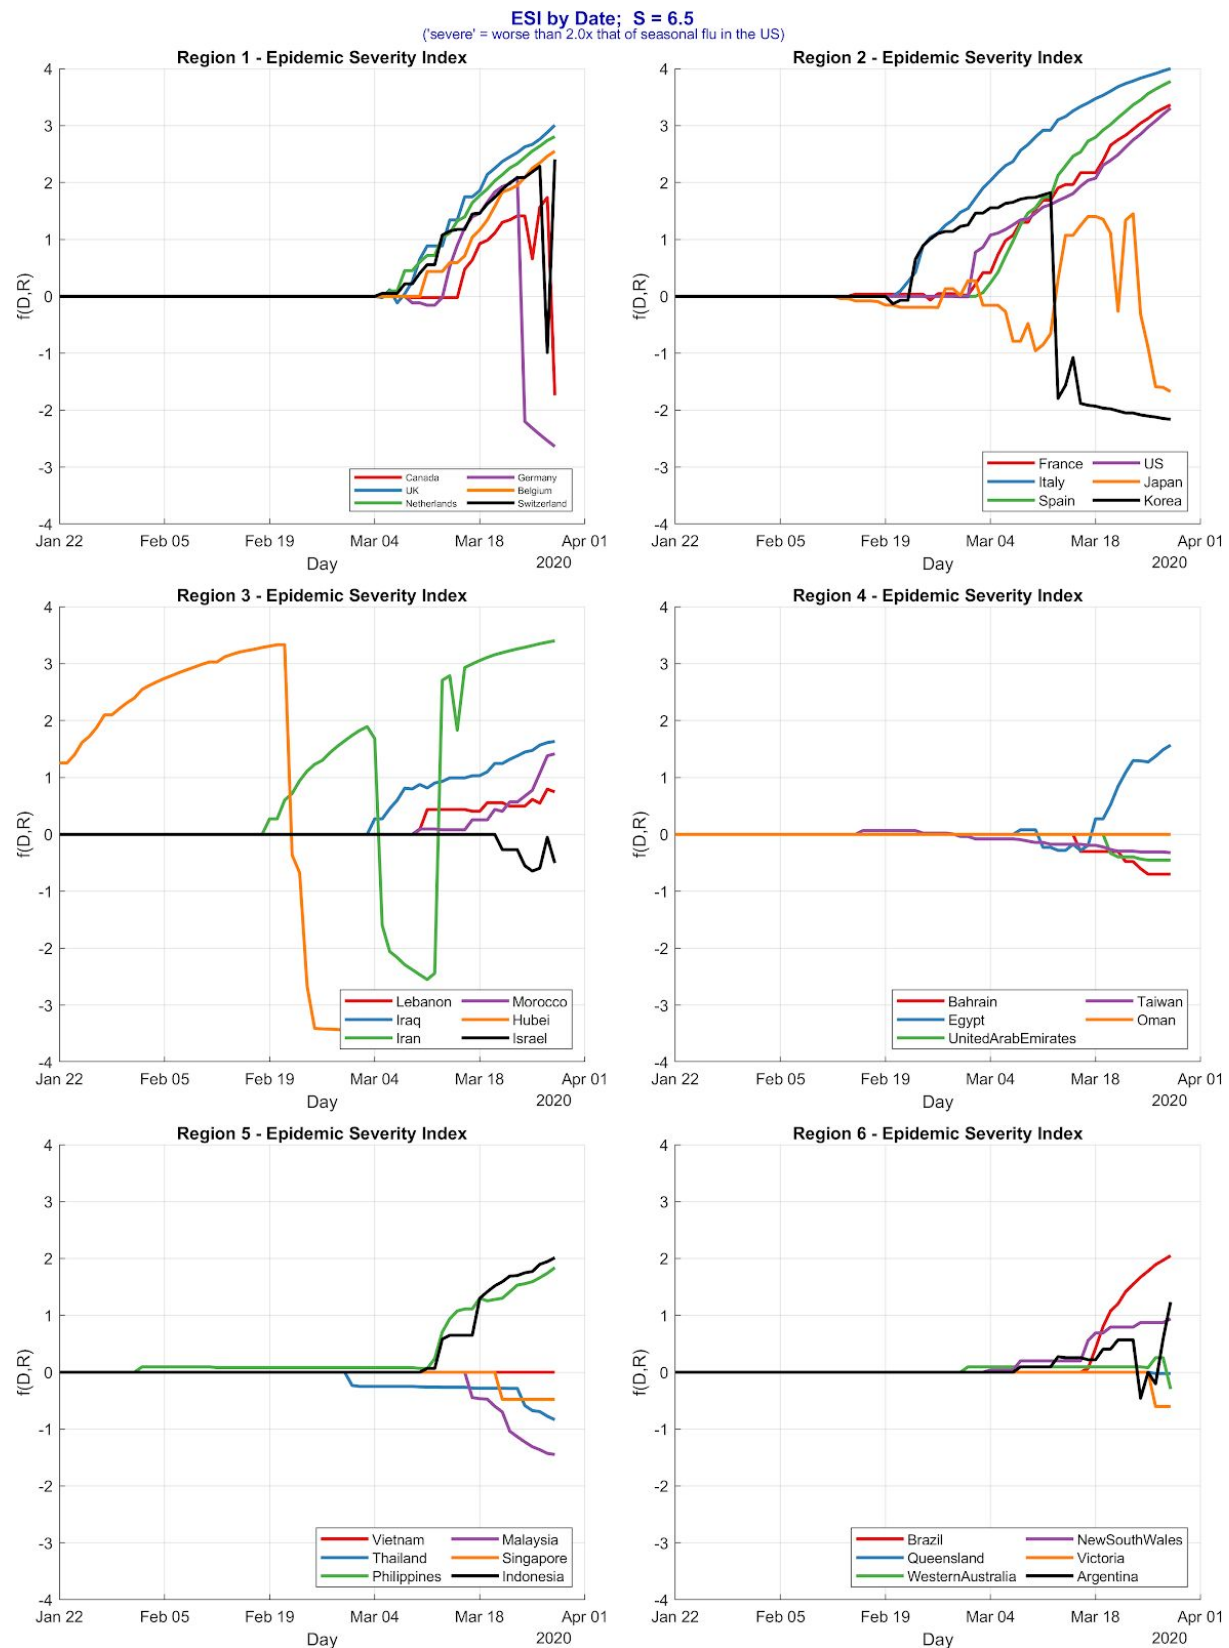 ESI by Date; S = 6.5
('severe' = worse than 2.0x that of seasonal flu in the US)
Region 1 - Epidemic Severity Index
4
3
2
1
0
-1
-2
-3
-4
f(D,R)
Canada Germany
UK Belgium
Netherlands Switzerland
Jan 22 Feb 05 Feb 19 Mar 04 Mar 18 Apr 01
Day 2020
Region 2 - Epidemic Severity Index
4
3
2
1
0
-1
-2
-3
-4
f(D,R)
France US
Italy Japan
Spain Korea
Jan 22 Feb 05 Feb 19 Mar 04 Mar 18 Apr 01
Day 2020
Region 3 - Epidemic Severity Index
4
3
2
1
0
-1
-2
-3
-4
f(D,R)
Lebanon Morocco
Iraq Hubei
Iran Israel
Jan 22 Feb 05 Feb 19 Mar 04 Mar 18 Apr 01
Day 2020
Region 4 - Epidemic Severity Index
4
3
2
1
0
-1
-2
-3
-4
f(D,R)
Bahrain Taiwan
Egypt Oman
UnitedArabEmirates
Jan 22 Feb 05 Feb 19 Mar 04 Mar 18 Apr 01
Day 2020
Region 5 - Epidemic Severity Index
4
3
2
1
0
-1
-2
-3
-4
f(D,R)
Vietnam Malaysia
Thailand Singapore
Philippines Indonesia
Jan 22 Feb 05 Feb 19 Mar 04 Mar 18 Apr 01
Day 2020
Region 6 - Epidemic Severity Index
4
3
2
1
0
-1
-2
-3
-4
f(D,R)
Brazil NewSouthWales
Queensland Victoria
WesternAustralia Argentina
Jan 22 Feb 05 Feb 19 Mar 04 Mar 18 Apr 01
Day 2020